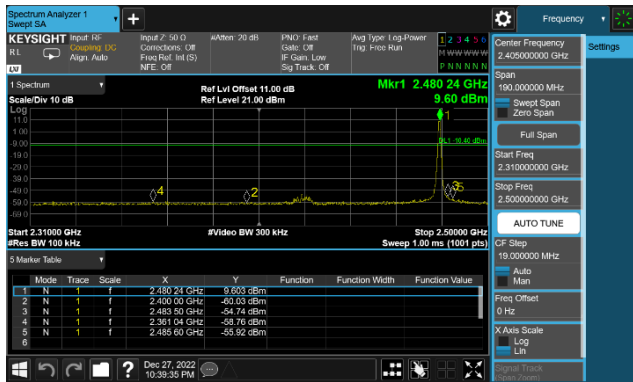 Spectrum Analyzer 1
Swept SA
+
Frequency
KEYSIGHT Input: RF
RL
Coupling: DC
Align: Auto
Input Z: 50 Ω
Corrections: Off
Freq Ref: Int (S)
NFE: Off
#Atten: 20 dB
PNO: Fast
Gate: Off
IF Gain: Low
Sig Track: Off
Avg Type: Log-Power
Trig: Free Run
1 2 3 4 5 6
M W W W W W
P N N N N N
LXI
Center Frequency
2.405000000 GHz
Settings
1 Spectrum
Scale/Div 10 dB
Ref Lvl Offset 11.00 dB
Ref Level 21.00 dBm
Mkr1 2.480 24 GHz
9.60 dBm
Span
190.000000 MHz
Swept Span
Zero Span
Full Span
Log
11.0
1.00
-9.00
-19.0
-29.0
-39.0
-49.0
-59.0
-69.0
1
DL1 -10.40 dBm
4
2
Start Freq
2.310000000 GHz
Stop Freq
2.500000000 GHz
AUTO TUNE
Start 2.31000 GHz
#Res BW 100 kHz
#Video BW 300 kHz
Stop 2.50000 GHz
Sweep 1.00 ms (1001 pts)
CF Step
19.000000 MHz
Auto
Man
5 Marker Table
Mode Trace Scale X Y Function Function Width Function Value
1 N 1 f 2.480 24 GHz 9.603 dBm
2 N 1 f 2.400 00 GHz -60.03 dBm
3 N 1 f 2.483 50 GHz -54.74 dBm
4 N 1 f 2.361 04 GHz -58.76 dBm
5 N 1 f 2.485 60 GHz -55.92 dBm
6
Freq Offset
0 Hz
X Axis Scale
Log
Lin
Signal Track
(Span Zoom)
?
Dec 27, 2022
10:39:35 PM